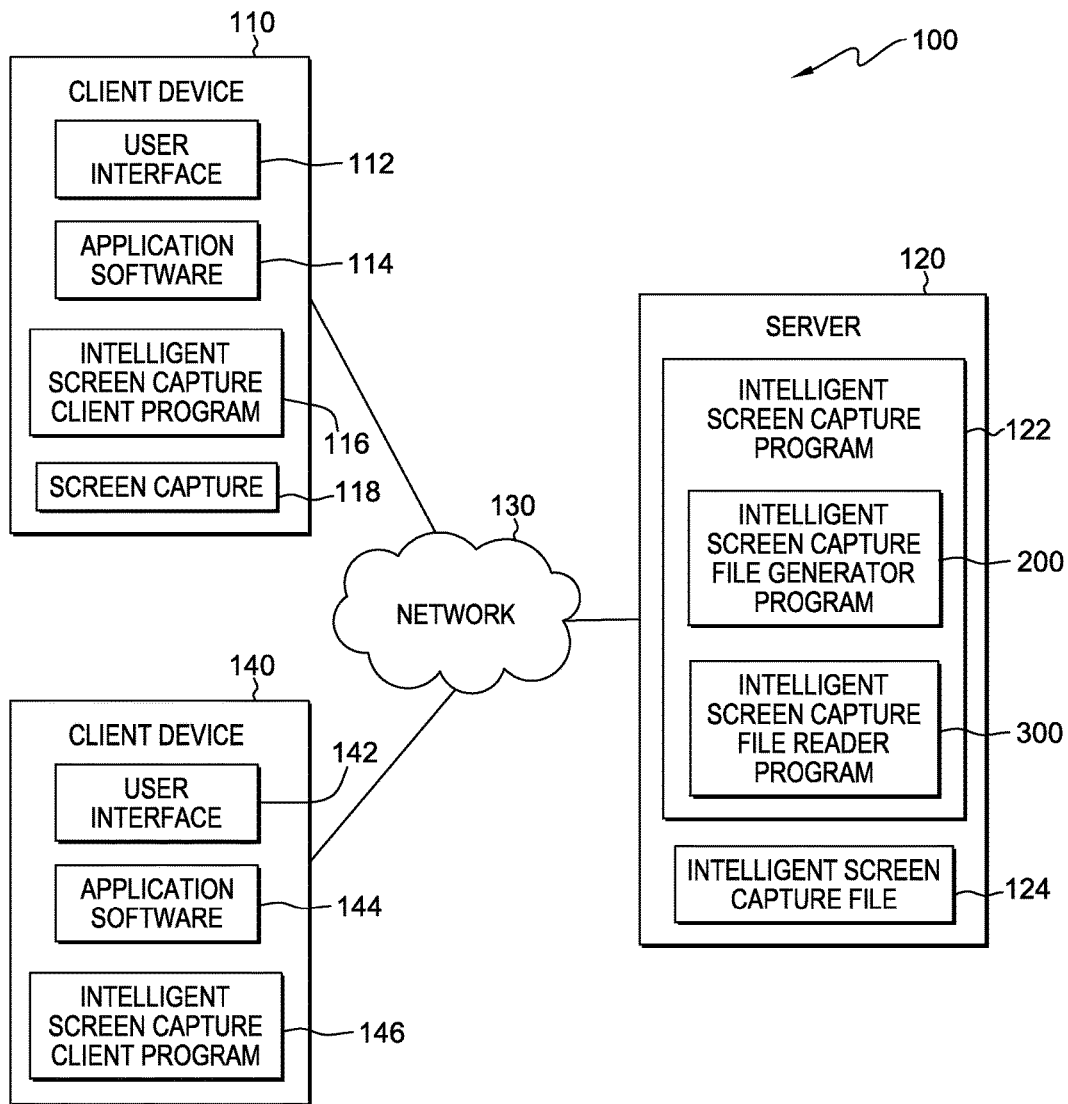 100
110
CLIENT DEVICE
USER
INTERFACE
112
APPLICATION
SOFTWARE
114
INTELLIGENT
SCREEN CAPTURE
CLIENT PROGRAM
116
SCREEN CAPTURE
118
130
NETWORK
120
SERVER
INTELLIGENT
SCREEN CAPTURE
PROGRAM
122
INTELLIGENT
SCREEN CAPTURE
FILE GENERATOR
PROGRAM
200
INTELLIGENT
SCREEN CAPTURE
FILE READER
PROGRAM
300
INTELLIGENT SCREEN
CAPTURE FILE
124
140
CLIENT DEVICE
142
USER
INTERFACE
APPLICATION
SOFTWARE
144
INTELLIGENT
SCREEN CAPTURE
CLIENT PROGRAM
146